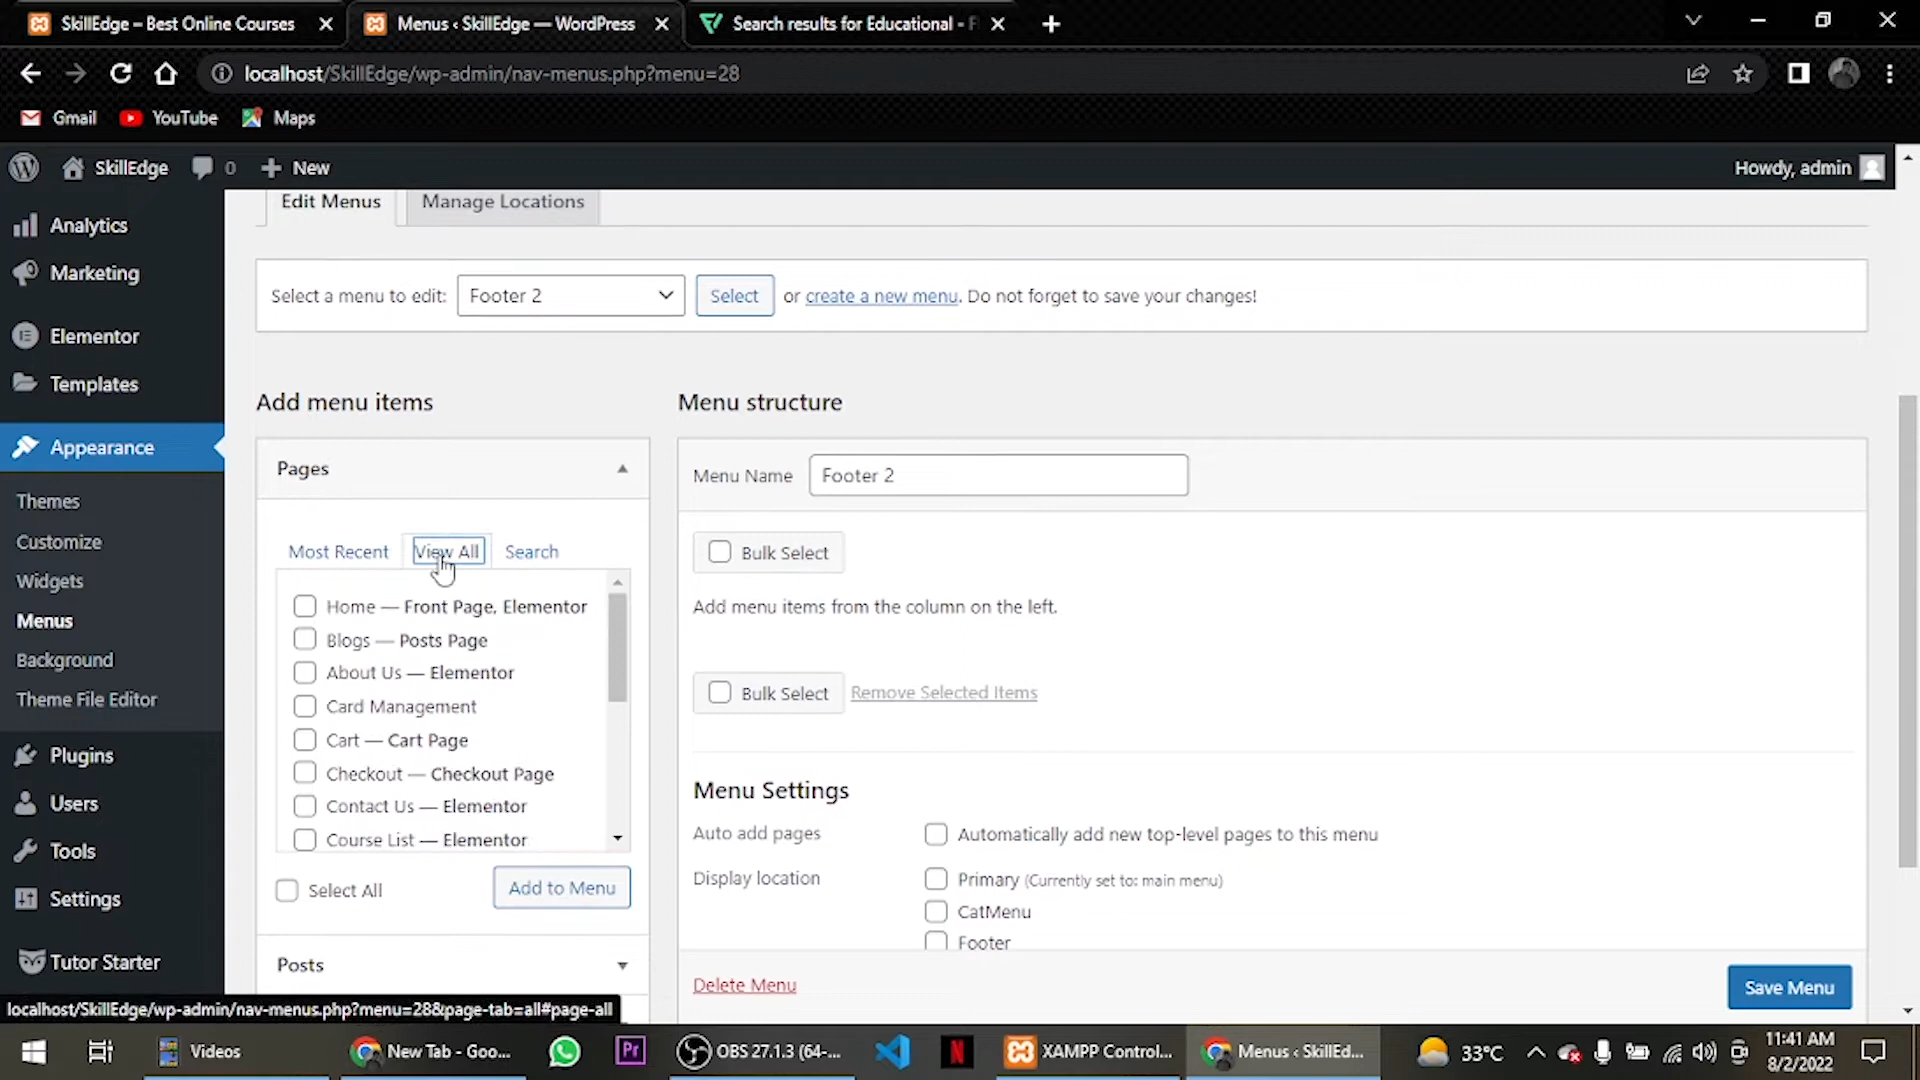 SkillEdge – Best Online Courses
Menus ‹ SkillEdge — WordPress
Search results for Educational - F
localhost/SkillEdge/wp-admin/nav-menus.php?menu=28
Gmail
YouTube
Maps
SkillEdge
0
New
Howdy, admin
Analytics
Marketing
Elementor
Templates
Appearance
Themes
Customize
Widgets
Menus
Background
Theme File Editor
Plugins
Users
Tools
Settings
Tutor Starter
Edit Menus
Manage Locations
Select a menu to edit: Footer 2 Select or create a new menu. Do not forget to save your changes!
Add menu items
Pages
Most Recent View All Search
Home — Front Page, Elementor
Blogs — Posts Page
About Us — Elementor
Card Management
Cart — Cart Page
Checkout — Checkout Page
Contact Us — Elementor
Course List — Elementor
Select All
Add to Menu
Posts
Menu structure
Menu Name Footer 2
Bulk Select
Add menu items from the column on the left.
Bulk Select Remove Selected Items
Menu Settings
Auto add pages
Automatically add new top-level pages to this menu
Display location
Primary (Currently set to: main menu)
CatMenu
Footer
Delete Menu
Save Menu
localhost/SkillEdge/wp-admin/nav-menus.php?menu=28&page-tab=all#page-all
Videos
New Tab - Goo...
Pr
OBS 27.1.3 (64-...
N
XAMPP Control...
Menus ‹ SkillEd...
33°C
11:41 AM
8/2/2022